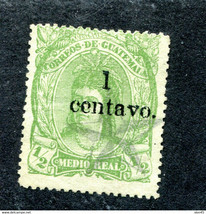 CORREOS DE GUATEMALA
1
centavo.
1/2
MEDIO REAL
1/2